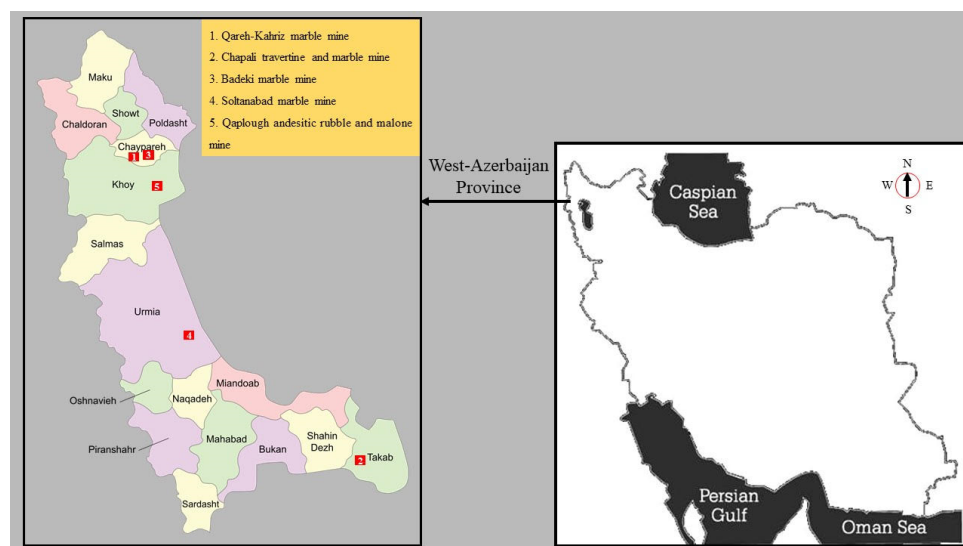 1. Qareh-Kahriz marble mine
2. Chapali travertine and marble mine
3. Badeki marble mine
4. Soltanabad marble mine
5. Qaplough andesitic rubble and malone
mine
Maku
Showt
Poldasht
Chaldoran
Chaypareh
1
3
Khoy
5
Salmas
Urmia
4
Miandoab
Oshnavieh
Naqadeh
Piranshahr
Mahabad
Bukan
Shahin
Dezh
Takab
2
Sardasht
West-Azerbaijan
Province
Caspian
Sea
N
W
E
S
Persian
Gulf
Oman Sea